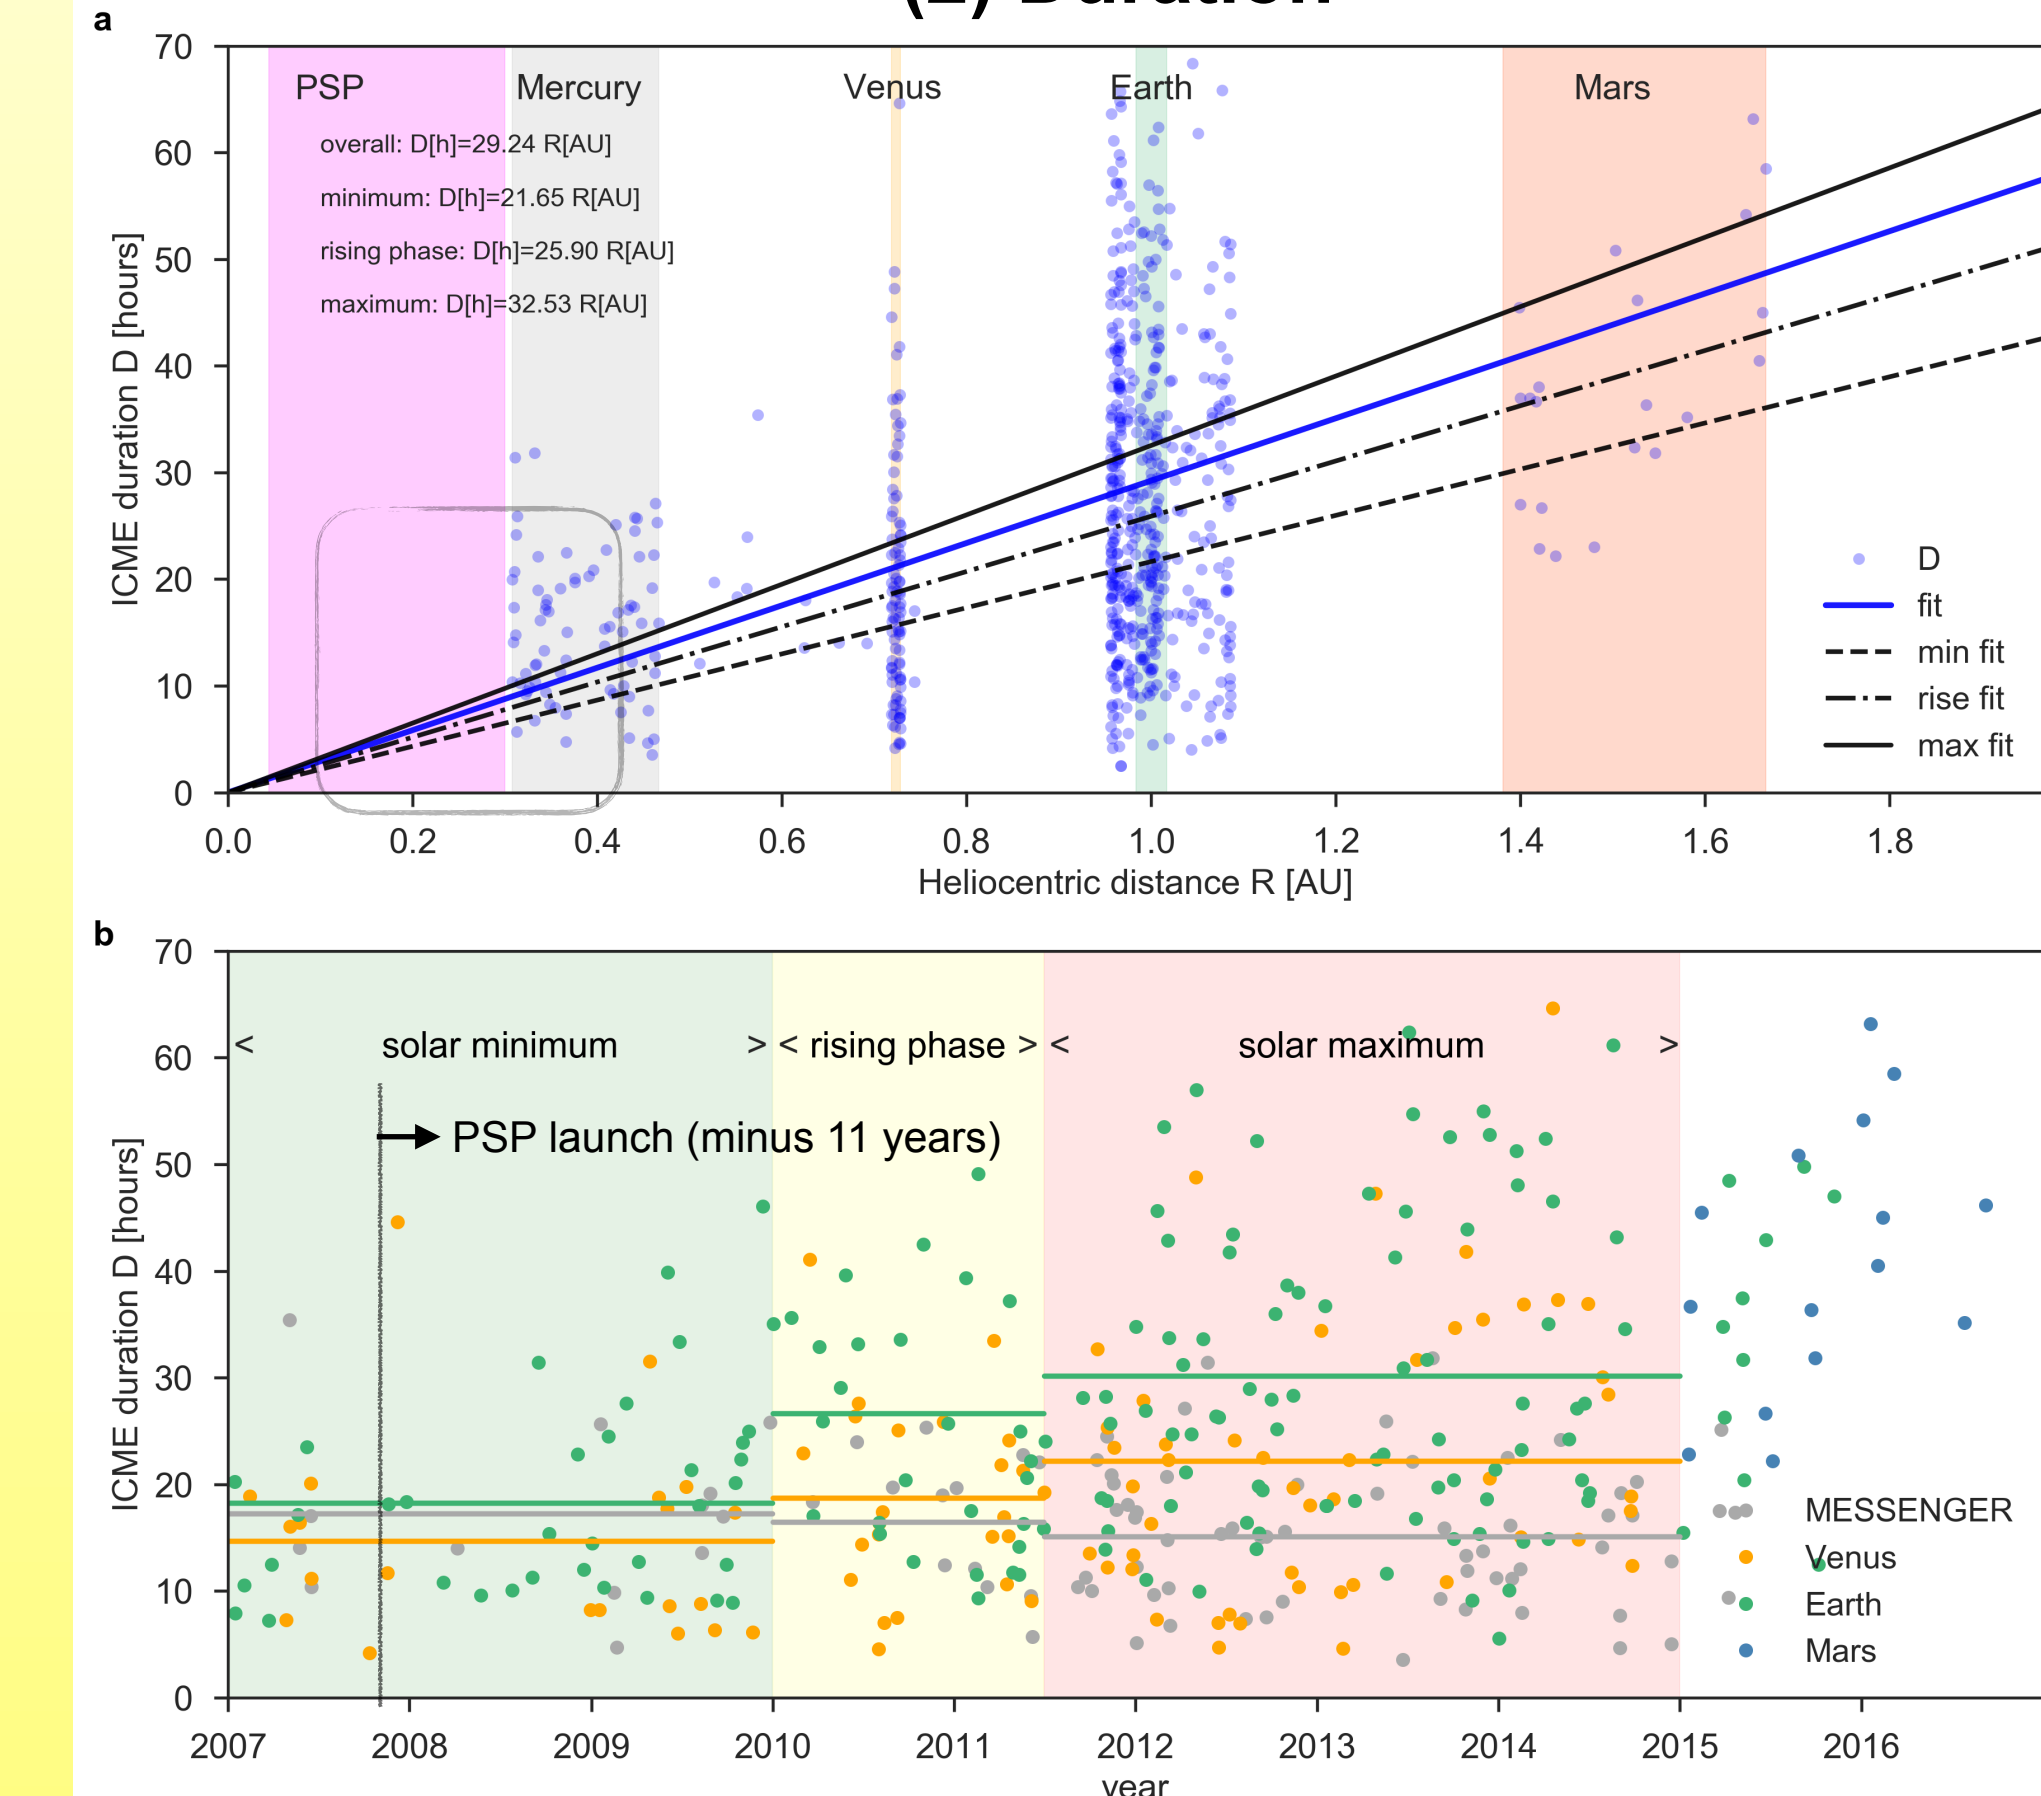 (2) Duration
a
70
PSP Mercury Venus Earth Mars
overall: D[h]=29.24 R[AU]
60
minimum: D[h]=21.65 R[AU]
rising phase: D[h]=25.90 R[AU]
50
maximum: D[h]=32.53 R[AU]
40
30
20
10
0
ICME duration D [hours]
D
fit
min fit
rise fit
max fit
0.0 0.2 0.4 0.6 0.8 1.0 1.2 1.4 1.6 1.8
Heliocentric distance R [AU]
b
70
< solar minimum > < rising phase > < solar maximum >
60
PSP launch (minus 11 years)
50
40
30
20
10
0
ICME duration D [hours]
MESSENGER
Venus
Earth
Mars
2007 2008 2009 2010 2011 2012 2013 2014 2015 2016
year